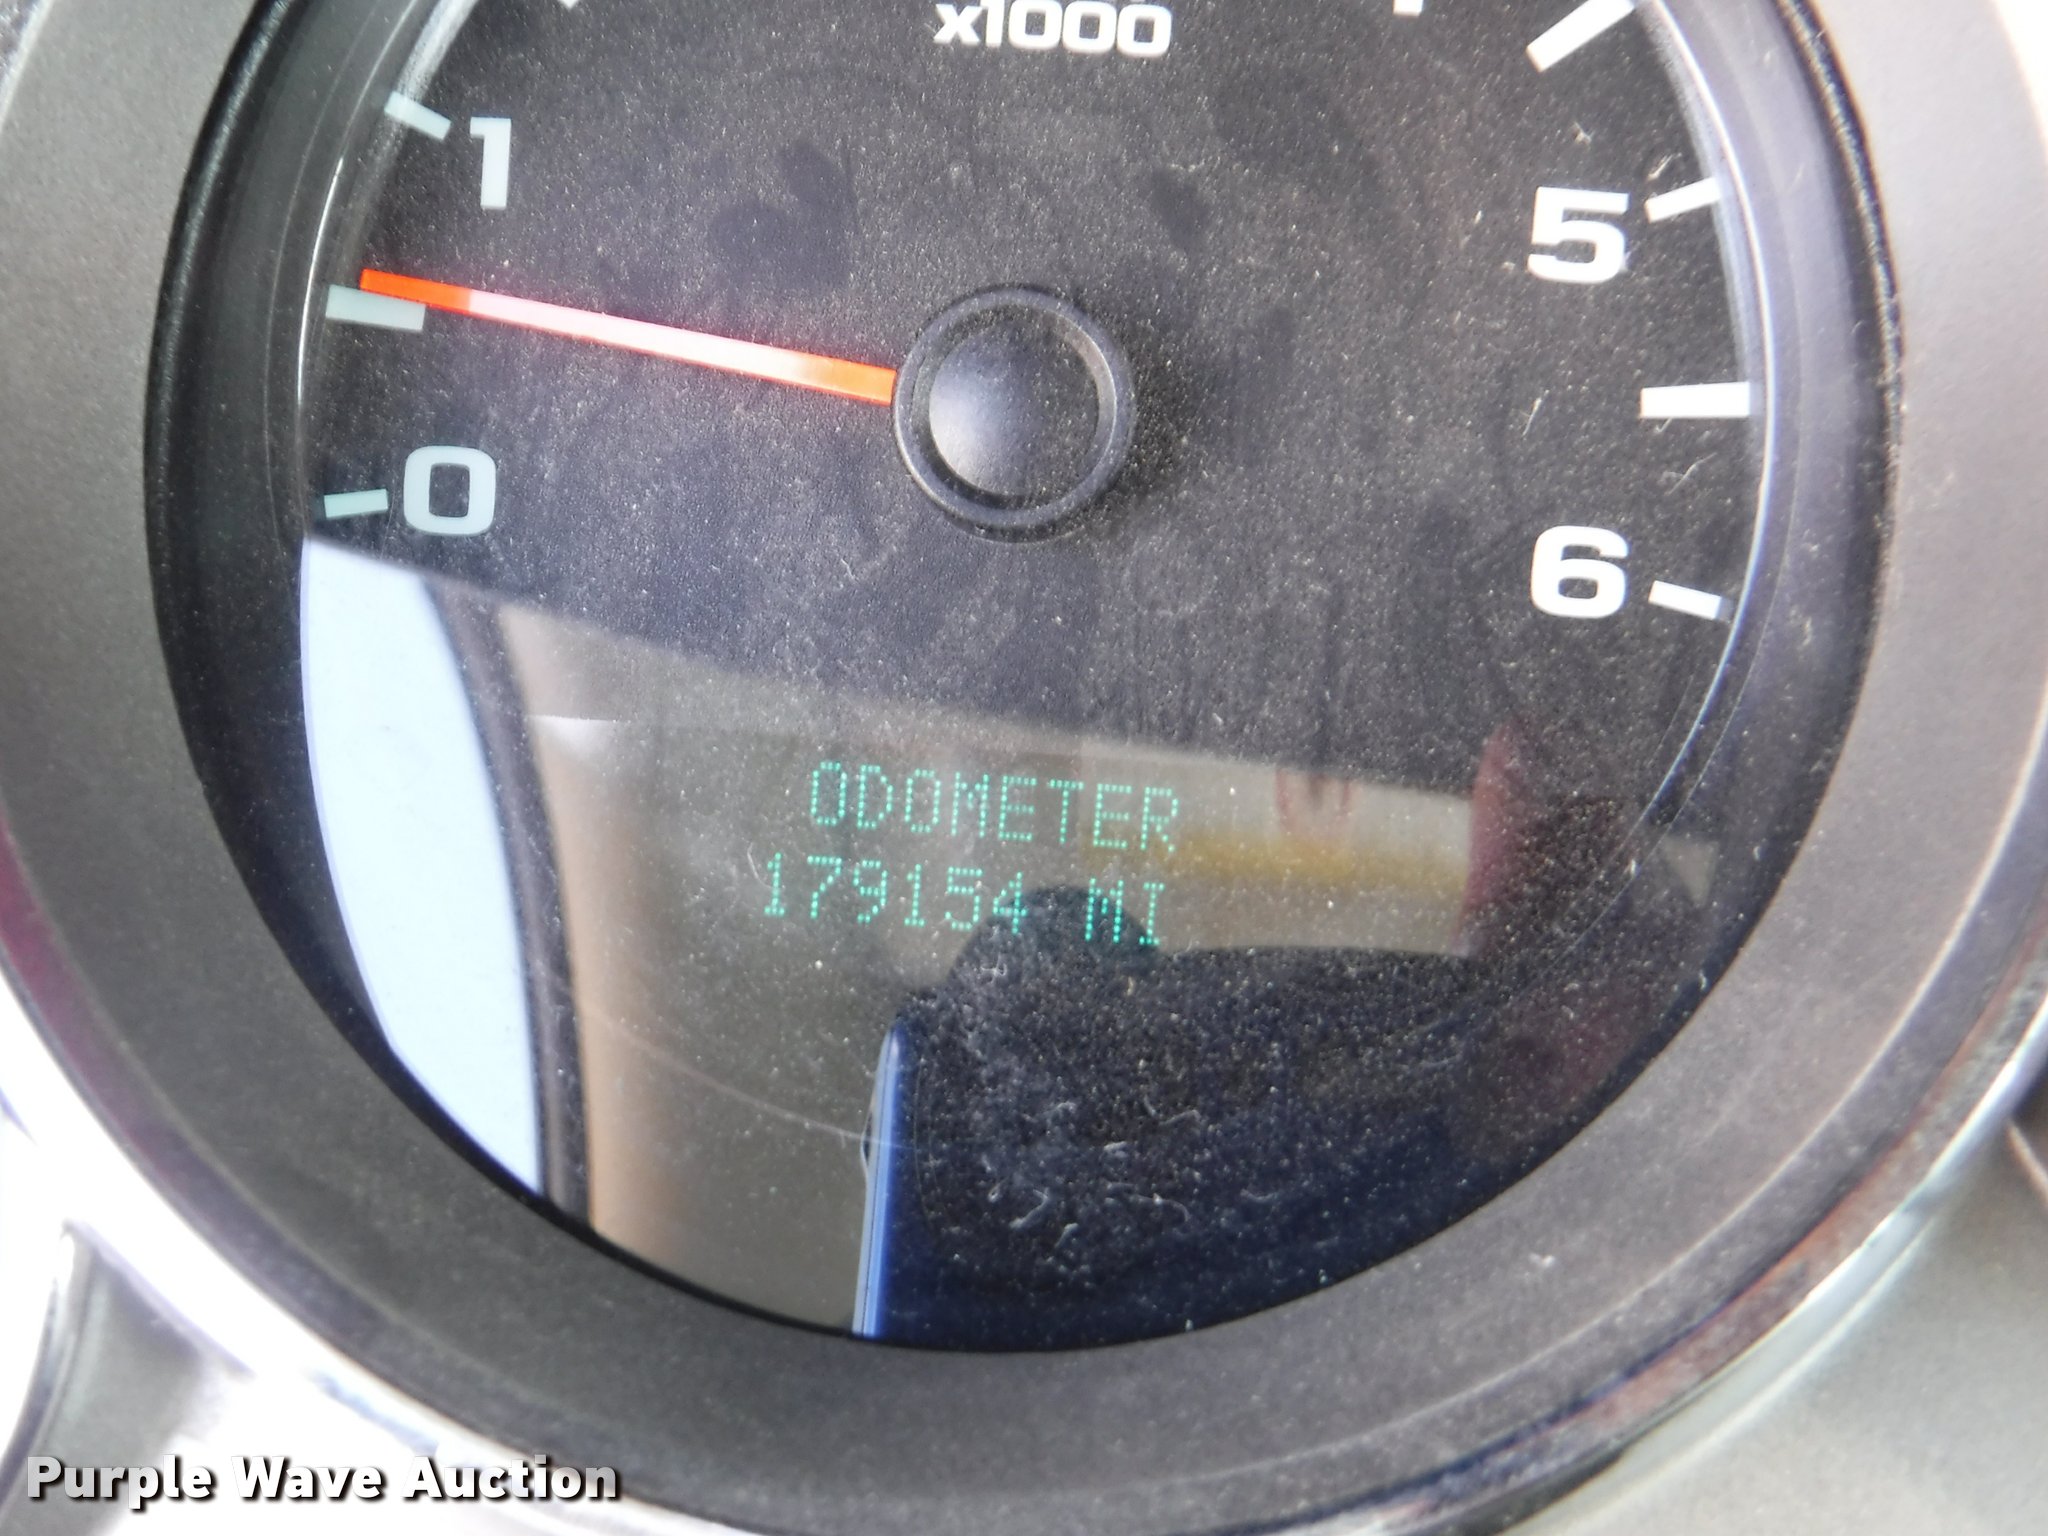 x1000
1
5
0
6
ODOMETER
179154 MI
Purple Wave Auction